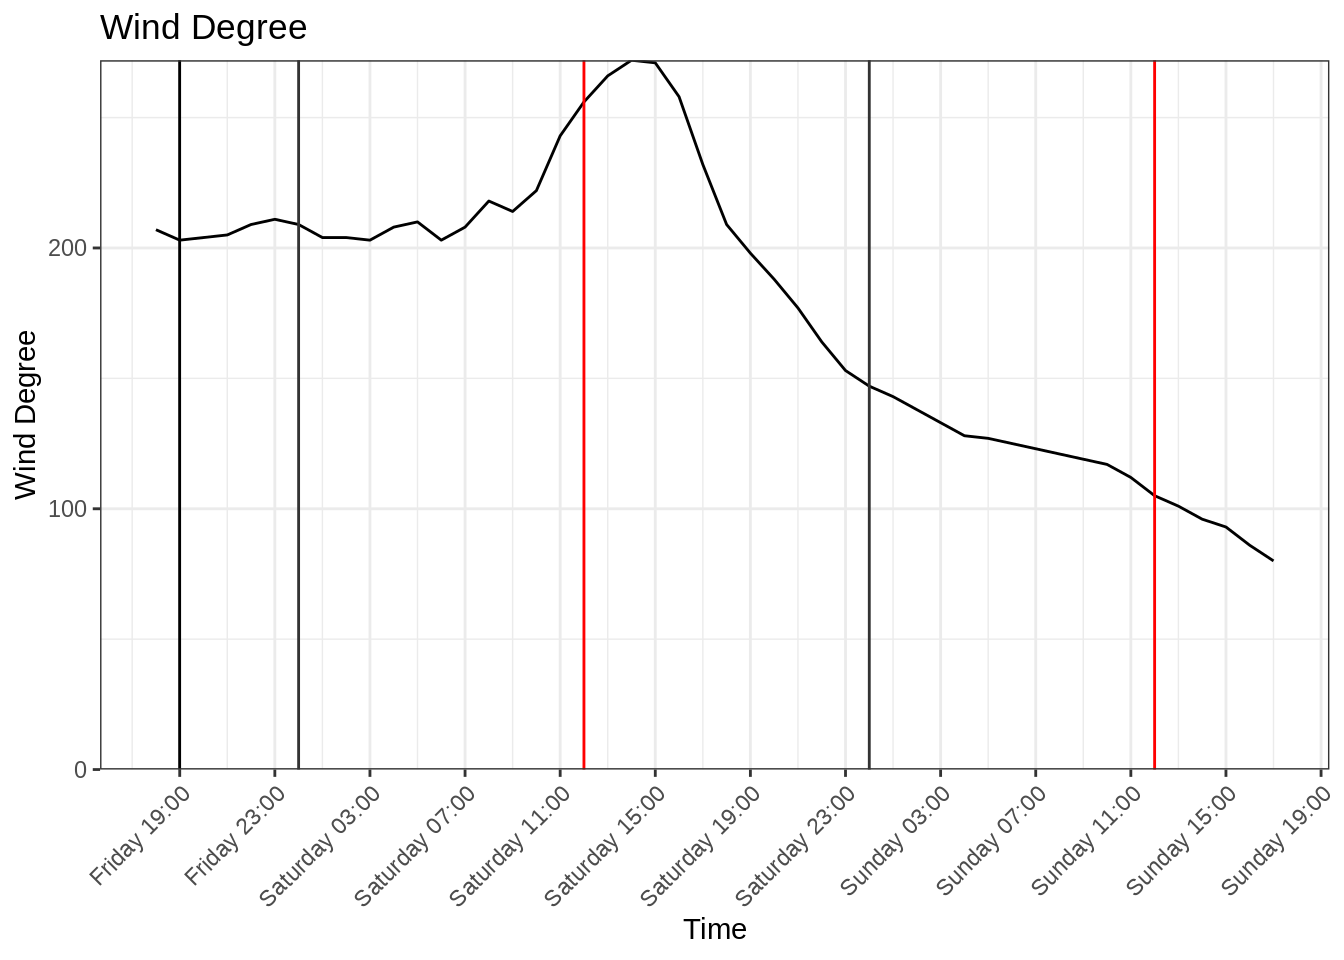 Wind Degree
Wind Degree
200
100
0
Friday 19:00
Friday 23:00
Saturday 03:00
Saturday 07:00
Saturday 11:00
Saturday 15:00
Saturday 19:00
Saturday 23:00
Sunday 03:00
Sunday 07:00
Sunday 11:00
Sunday 15:00
Sunday 19:00
Time